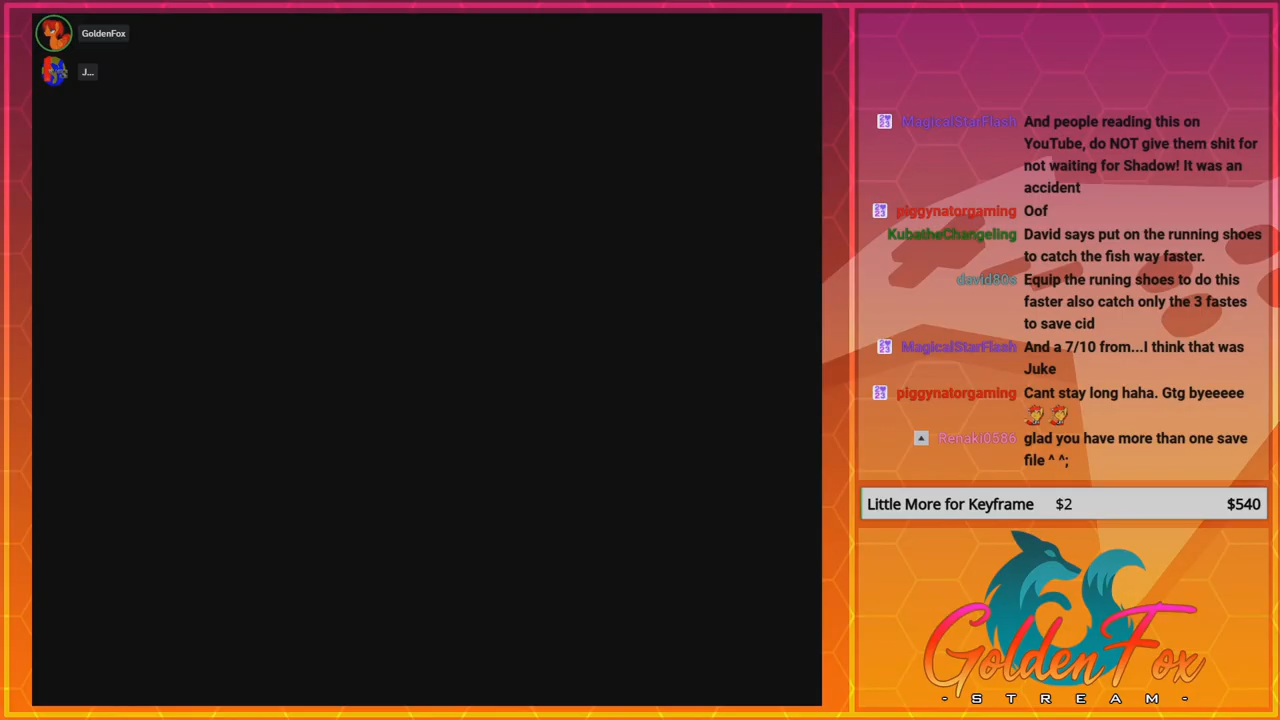 GoldenFox
J...
MagicalStarFlash And people reading this on
YouTube, do NOT give them shit for
not waiting for Shadow! It was an
accident
piggynatorgaming Oof
KubatheChangeling David says put on the running shoes
to catch the fish way faster.
david80s Equip the runing shoes to do this
faster also catch only the 3 fastes
to save cid
MagicalStarFlash And a 7/10 from...I think that was
Juke
piggynatorgaming Cant stay long haha. Gtg byeeeee
Renaki0586 glad you have more than one save
file ^ ^;
Little More for Keyframe $2 $540
GoldenFox
- STREAM -